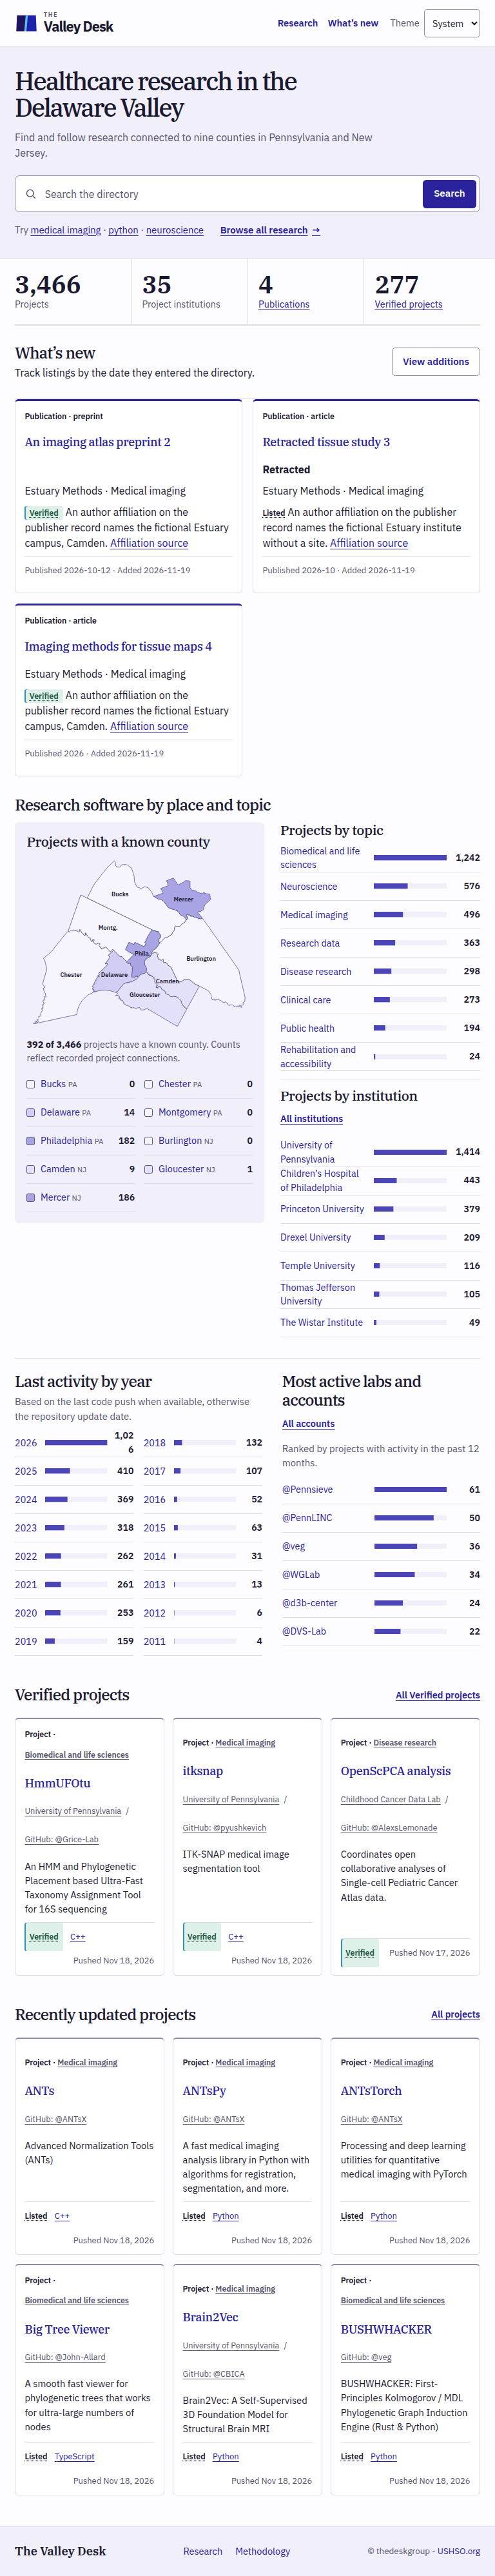 THE
Valley Desk
Research What's new Theme System
Healthcare research in the
Delaware Valley
Find and follow research connected to nine counties in Pennsylvania and New
Jersey.
Search the directory Search
Try medical imaging · python · neuroscience Browse all research →
3,466 35 4 277
Projects Project institutions Publications Verified projects
What's new
Track listings by the date they entered the directory.
View additions
Publication · preprint
An imaging atlas preprint 2
Estuary Methods · Medical imaging
Verified An author affiliation on the
publisher record names the fictional Estuary
campus, Camden. Affiliation source
Published 2026-10-12 · Added 2026-11-19
Publication · article
Retracted tissue study 3
Retracted
Estuary Methods · Medical imaging
Listed An author affiliation on the publisher
record names the fictional Estuary institute
without a site. Affiliation source
Published 2026-10 · Added 2026-11-19
Publication · article
Imaging methods for tissue maps 4
Estuary Methods · Medical imaging
Verified An author affiliation on the
publisher record names the fictional Estuary
campus, Camden. Affiliation source
Published 2026 · Added 2026-11-19
Research software by place and topic
Projects with a known county
Bucks
Mercer
Montg.
Phila.
Burlington
Chester
Delaware
Camden
Gloucester
392 of 3,466 projects have a known county. Counts
reflect recorded project connections.
Bucks PA 0 Chester PA 0
Delaware PA 14 Montgomery PA 0
Philadelphia PA 182 Burlington NJ 0
Camden NJ 9 Gloucester NJ 1
Mercer NJ 186
Projects by topic
Biomedical and life
sciences 1,242
Neuroscience 576
Medical imaging 496
Research data 363
Disease research 298
Clinical care 273
Public health 194
Rehabilitation and
accessibility 24
Projects by institution
All institutions
University of
Pennsylvania 1,414
Children's Hospital
of Philadelphia 443
Princeton University 379
Drexel University 209
Temple University 116
Thomas Jefferson
University 105
The Wistar Institute 49
Last activity by year
Based on the last code push when available, otherwise
the repository update date.
2026 1,02
6
2018 132
2025 410 2017 107
2024 369 2016 52
2023 318 2015 63
2022 262 2014 31
2021 261 2013 13
2020 253 2012 6
2019 159 2011 4
Most active labs and
accounts
All accounts
Ranked by projects with activity in the past 12
months.
@Pennsieve 61
@PennLINC 50
@veg 36
@WGLab 34
@d3b-center 24
@DVS-Lab 22
Verified projects
All Verified projects
Project ·
Biomedical and life sciences
HmmUFOtu
University of Pennsylvania /
GitHub: @Grice-Lab
An HMM and Phylogenetic
Placement based Ultra-Fast
Taxonomy Assignment Tool
for 16S sequencing
Verified C++
Pushed Nov 18, 2026
Project · Medical imaging
itksnap
University of Pennsylvania /
GitHub: @pyushkevich
ITK-SNAP medical image
segmentation tool
Verified C++
Pushed Nov 18, 2026
Project · Disease research
OpenScPCA analysis
Childhood Cancer Data Lab /
GitHub: @AlexsLemonade
Coordinates open
collaborative analyses of
Single-cell Pediatric Cancer
Atlas data.
Verified Pushed Nov 17, 2026
Recently updated projects
All projects
Project · Medical imaging
ANTs
GitHub: @ANTsX
Advanced Normalization Tools
(ANTs)
Listed C++
Pushed Nov 18, 2026
Project · Medical imaging
ANTsPy
GitHub: @ANTsX
A fast medical imaging
analysis library in Python with
algorithms for registration,
segmentation, and more.
Listed Python
Pushed Nov 18, 2026
Project · Medical imaging
ANTsTorch
GitHub: @ANTsX
Processing and deep learning
utilities for quantitative
medical imaging with PyTorch
Listed Python
Pushed Nov 18, 2026
Project ·
Biomedical and life sciences
Big Tree Viewer
GitHub: @John-Allard
A smooth fast viewer for
phylogenetic trees that works
for ultra-large numbers of
nodes
Listed TypeScript
Pushed Nov 18, 2026
Project · Medical imaging
Brain2Vec
University of Pennsylvania /
GitHub: @CBICA
Brain2Vec: A Self-Supervised
3D Foundation Model for
Structural Brain MRI
Listed Python
Pushed Nov 18, 2026
Project ·
Biomedical and life sciences
BUSHWHACKER
GitHub: @veg
BUSHWHACKER: First-
Principles Kolmogorov / MDL
Phylogenetic Graph Induction
Engine (Rust & Python)
Listed Python
Pushed Nov 18, 2026
The Valley Desk Research Methodology © thedeskgroup - USHSO.org